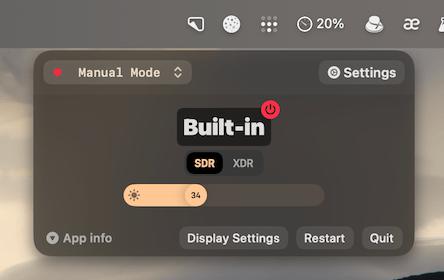 20%
æ
Manual Mode
Settings
Built-in
SDR XDR
34
App info
Display Settings Restart Quit